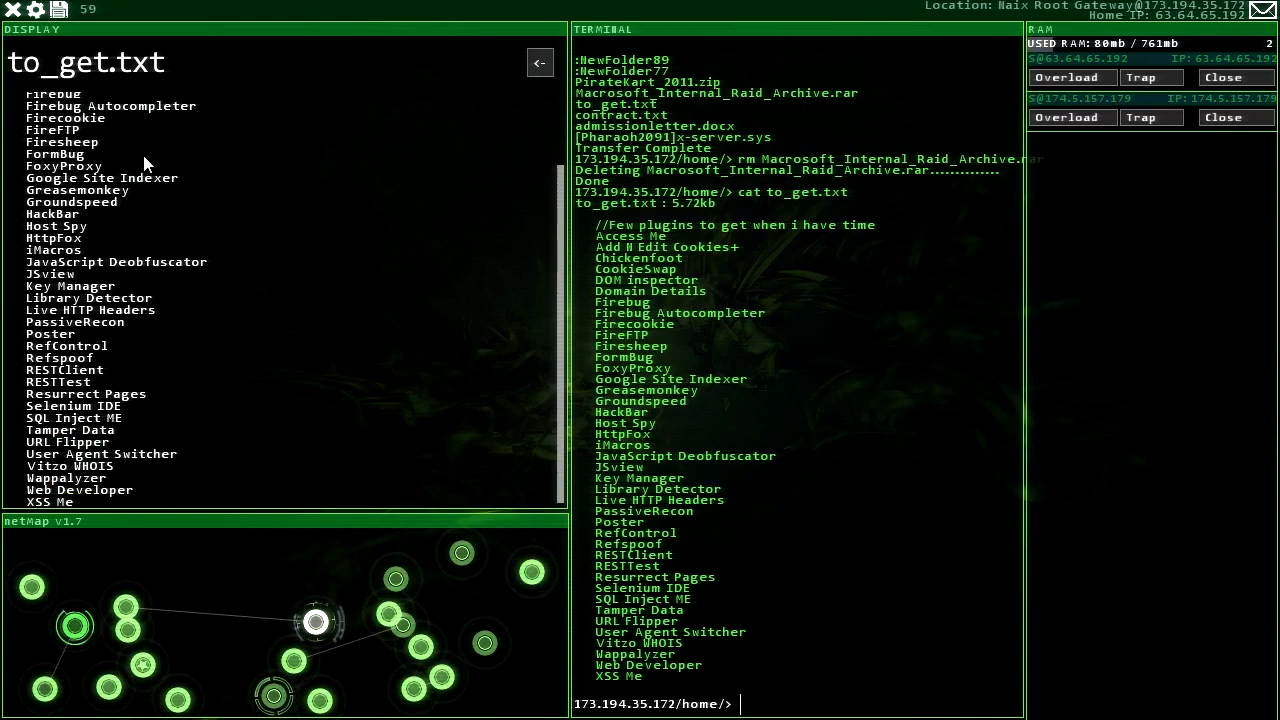 59
Location: Naix Root Gateway@173.194.35.172
Home IP: 63.64.65.192
DISPLAY
to_get.txt
<-
Firebug
Firebug Autocompleter
Firecookie
FireFTP
Firesheep
FormBug
FoxyProxy
Google Site Indexer
Greasemonkey
Groundspeed
HackBar
Host Spy
HttpFox
iMacros
JavaScript Deobfuscator
JSview
Key Manager
Library Detector
Live HTTP Headers
PassiveRecon
Poster
RefControl
Refspoof
RESTClient
RESTTest
Resurrect Pages
Selenium IDE
SQL Inject ME
Tamper Data
URL Flipper
User Agent Switcher
Vitzo WHOIS
Wappalyzer
Web Developer
XSS Me
netMap v1.7
TERMINAL
:NewFolder89
:NewFolder77
PirateKart_2011.zip
Macrosoft_Internal_Raid_Archive.rar
to_get.txt
contract.txt
admissionletter.docx
[Pharaoh2091]x-server.sys
Transfer Complete
173.194.35.172/home/> rm Macrosoft_Internal_Raid_Archive.rar
Deleting Macrosoft_Internal_Raid_Archive.rar..............
Done
173.194.35.172/home/> cat to_get.txt
to_get.txt : 5.72kb
//Few plugins to get when i have time
Access Me
Add N Edit Cookies+
Chickenfoot
CookieSwap
DOM inspector
Domain Details
Firebug
Firebug Autocompleter
Firecookie
FireFTP
Firesheep
FormBug
FoxyProxy
Google Site Indexer
Greasemonkey
Groundspeed
HackBar
Host Spy
HttpFox
iMacros
JavaScript Deobfuscator
JSview
Key Manager
Library Detector
Live HTTP Headers
PassiveRecon
Poster
RefControl
Refspoof
RESTClient
RESTTest
Resurrect Pages
Selenium IDE
SQL Inject ME
Tamper Data
URL Flipper
User Agent Switcher
Vitzo WHOIS
Wappalyzer
Web Developer
XSS Me
173.194.35.172/home/>
RAM
USED RAM: 80mb / 761mb 2
S@63.64.65.192 IP: 63.64.65.192
Overload Trap Close
S@174.5.157.179 IP: 174.5.157.179
Overload Trap Close